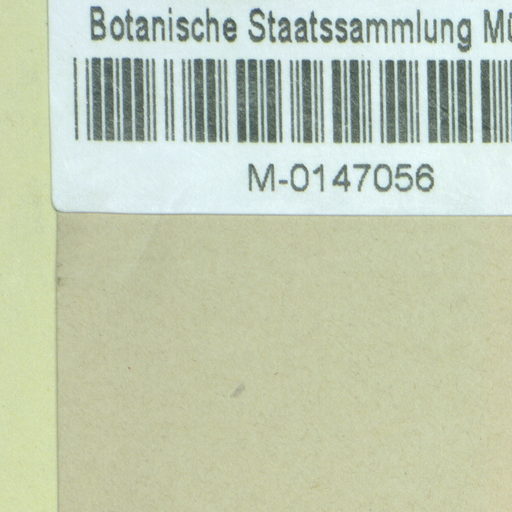 Botanische Staatssammlung Mü
M-0147056